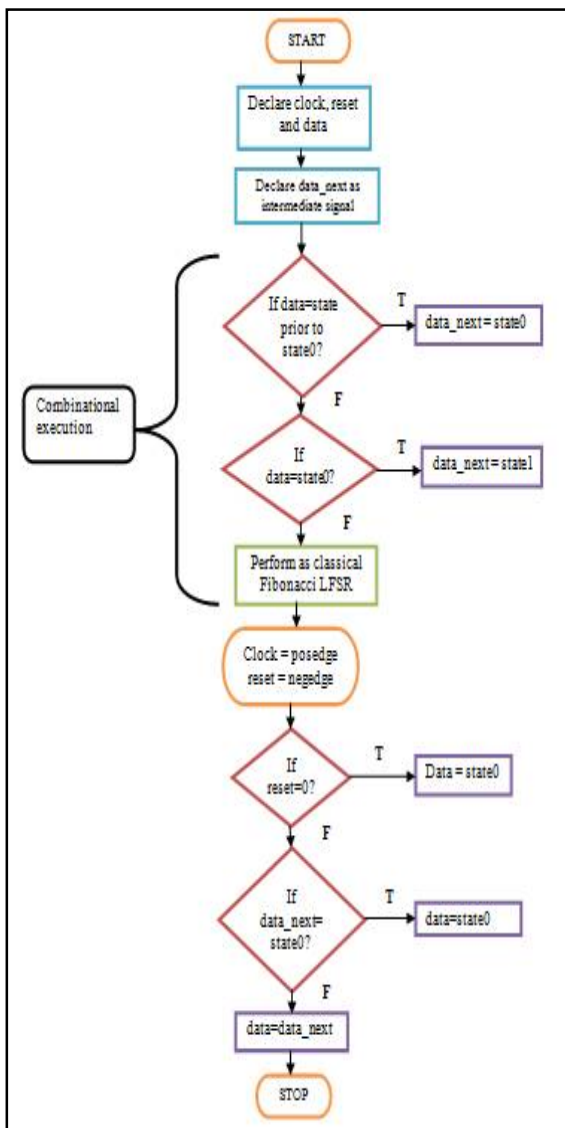 START
Declare clock, reset
and data
Declare data_next as
intermediate signal
If data=state
prior to
state0?
T
data_next = state0
F
Combinational
execution
If
data=state0?
T
data_next = state1
F
Perform as classical
Fibonacci LFSR
Clock = posedge
reset = negedge
If
reset=0?
T
Data = state0
F
If
data_next=
state0?
T
data=state0
F
data=data_next
STOP